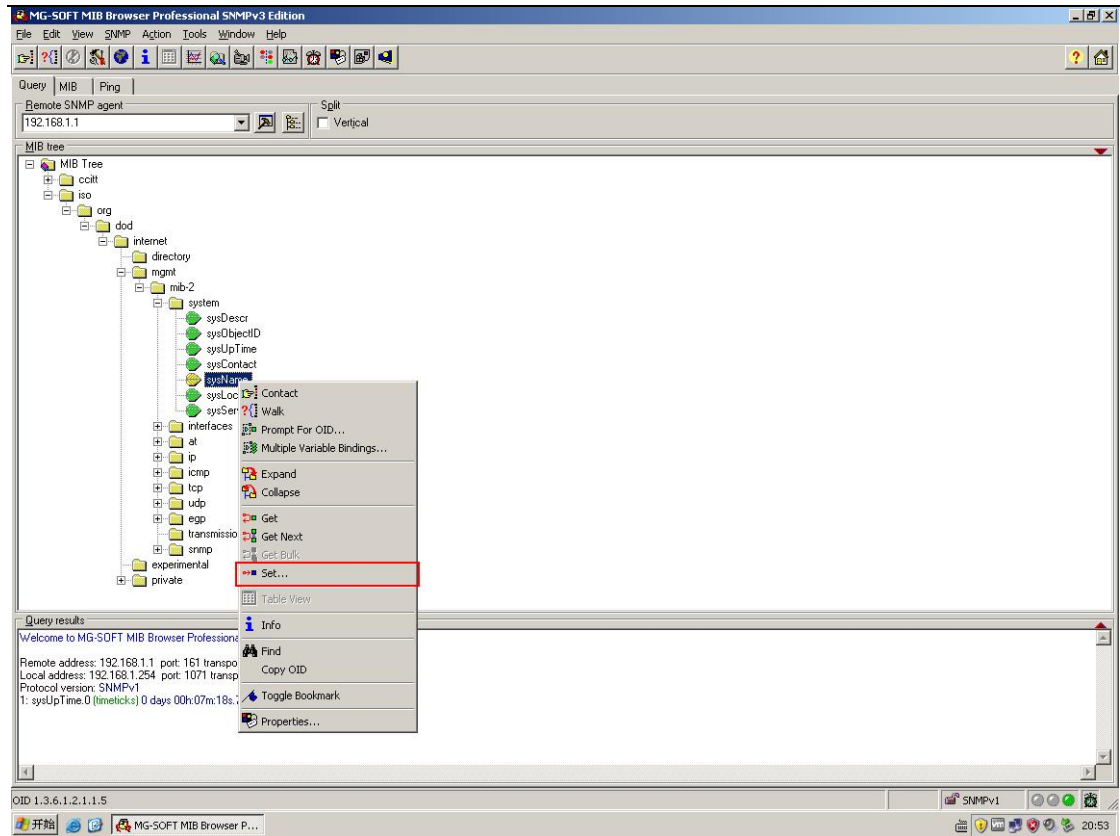 MG-SOFT MIB Browser Professional SNMPv3 Edition
File Edit View SNMP Action Tools Window Help
Query MIB Ping
Remote SNMP agent
Split
192.168.1.1
Vertical
MIB tree
MIB Tree
ccitt
iso
org
dod
internet
directory
mgmt
mib-2
system
sysDescr
sysObjectID
sysUpTime
sysContact
sysName
sysLoc
sysSer
interfaces
at
ip
icmp
tcp
udp
egp
transmissio
snmp
experimental
private
Contact
Walk
Prompt For OID...
Multiple Variable Bindings...
Expand
Collapse
Get
Get Next
Get Bulk
Set...
Table View
Info
Find
Copy OID
Toggle Bookmark
Properties...
Query results
Welcome to MG-SOFT MIB Browser Professiona
Remote address: 192.168.1.1 port: 161 transpo
Local address: 192.168.1.254 port: 1071 transp
Protocol version: SNMPv1
1: sysUpTime.0 (timeticks) 0 days 00h:07m:18s.
OID 1.3.6.1.2.1.1.5
SNMPv1
开始 MG-SOFT MIB Browser P... 20:53